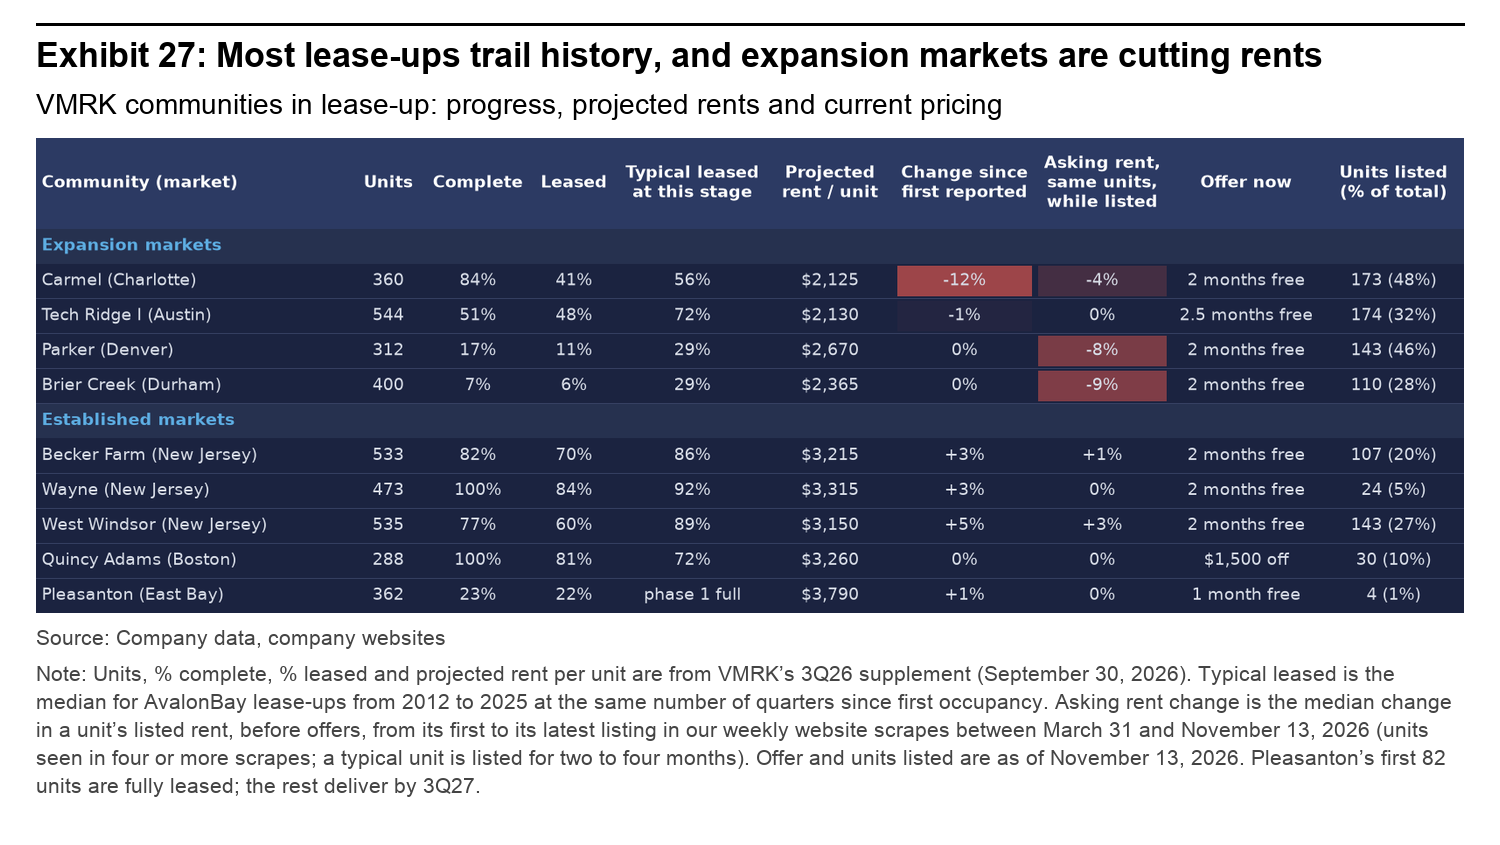 Exhibit 27: Most lease-ups trail history, and expansion markets are cutting rents
VMRK communities in lease-up: progress, projected rents and current pricing
Community (market) Units Complete Leased Typical leased at this stage Projected rent / unit Change since first reported Asking rent, same units, while listed Offer now Units listed (% of total)
Expansion markets
Carmel (Charlotte) 360 84% 41% 56% $2,125 -12% -4% 2 months free 173 (48%)
Tech Ridge I (Austin) 544 51% 48% 72% $2,130 -1% 0% 2.5 months free 174 (32%)
Parker (Denver) 312 17% 11% 29% $2,670 0% -8% 2 months free 143 (46%)
Brier Creek (Durham) 400 7% 6% 29% $2,365 0% -9% 2 months free 110 (28%)
Established markets
Becker Farm (New Jersey) 533 82% 70% 86% $3,215 +3% +1% 2 months free 107 (20%)
Wayne (New Jersey) 473 100% 84% 92% $3,315 +3% 0% 2 months free 24 (5%)
West Windsor (New Jersey) 535 77% 60% 89% $3,150 +5% +3% 2 months free 143 (27%)
Quincy Adams (Boston) 288 100% 81% 72% $3,260 0% 0% $1,500 off 30 (10%)
Pleasanton (East Bay) 362 23% 22% phase 1 full $3,790 +1% 0% 1 month free 4 (1%)
Source: Company data, company websites
Note: Units, % complete, % leased and projected rent per unit are from VMRK’s 3Q26 supplement (September 30, 2026). Typical leased is the
median for AvalonBay lease-ups from 2012 to 2025 at the same number of quarters since first occupancy. Asking rent change is the median change
in a unit’s listed rent, before offers, from its first to its latest listing in our weekly website scrapes between March 31 and November 13, 2026 (units
seen in four or more scrapes; a typical unit is listed for two to four months). Offer and units listed are as of November 13, 2026. Pleasanton’s first 82
units are fully leased; the rest deliver by 3Q27.